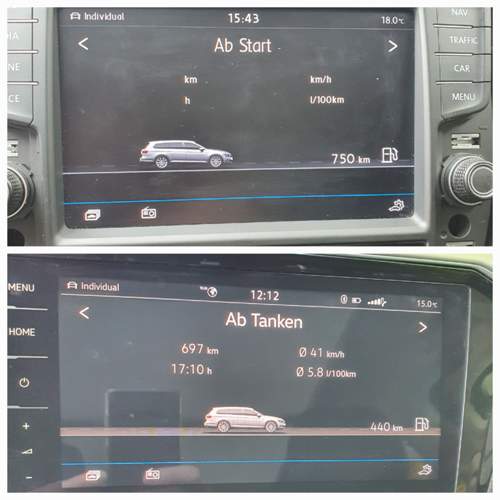 Individual 15:43 18.0°C
NAV
Ab Start
TRAFFIC
km km/h
CAR
h l/100km
MENU
750 km
MENU
Individual 12:12 15.0°C
Ab Tanken
HOME
697 km Ø 41 km/h
17:10 h Ø 5.8 l/100km
440 km
+
−